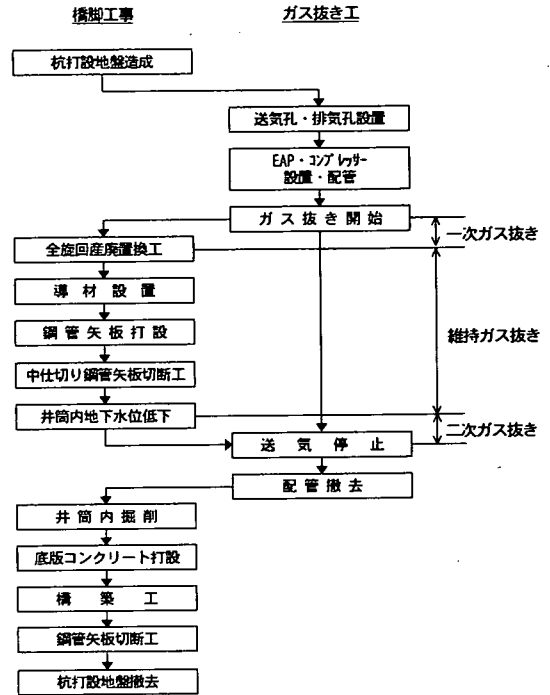 橋脚工事
ガス抜き工
杭打設地盤造成
送気孔・排気孔設置
EAP・コンプレッサー
設置・配管
ガス抜き開始
一次ガス抜き
全旋回産廃置換工
導材設置
鋼管矢板打設
維持ガス抜き
中仕切り鋼管矢板切断工
井筒内地下水位低下
二次ガス抜き
送気停止
配管撤去
井筒内掘削
底版コンクリート打設
構築工
鋼管矢板切断工
杭打設地盤撤去